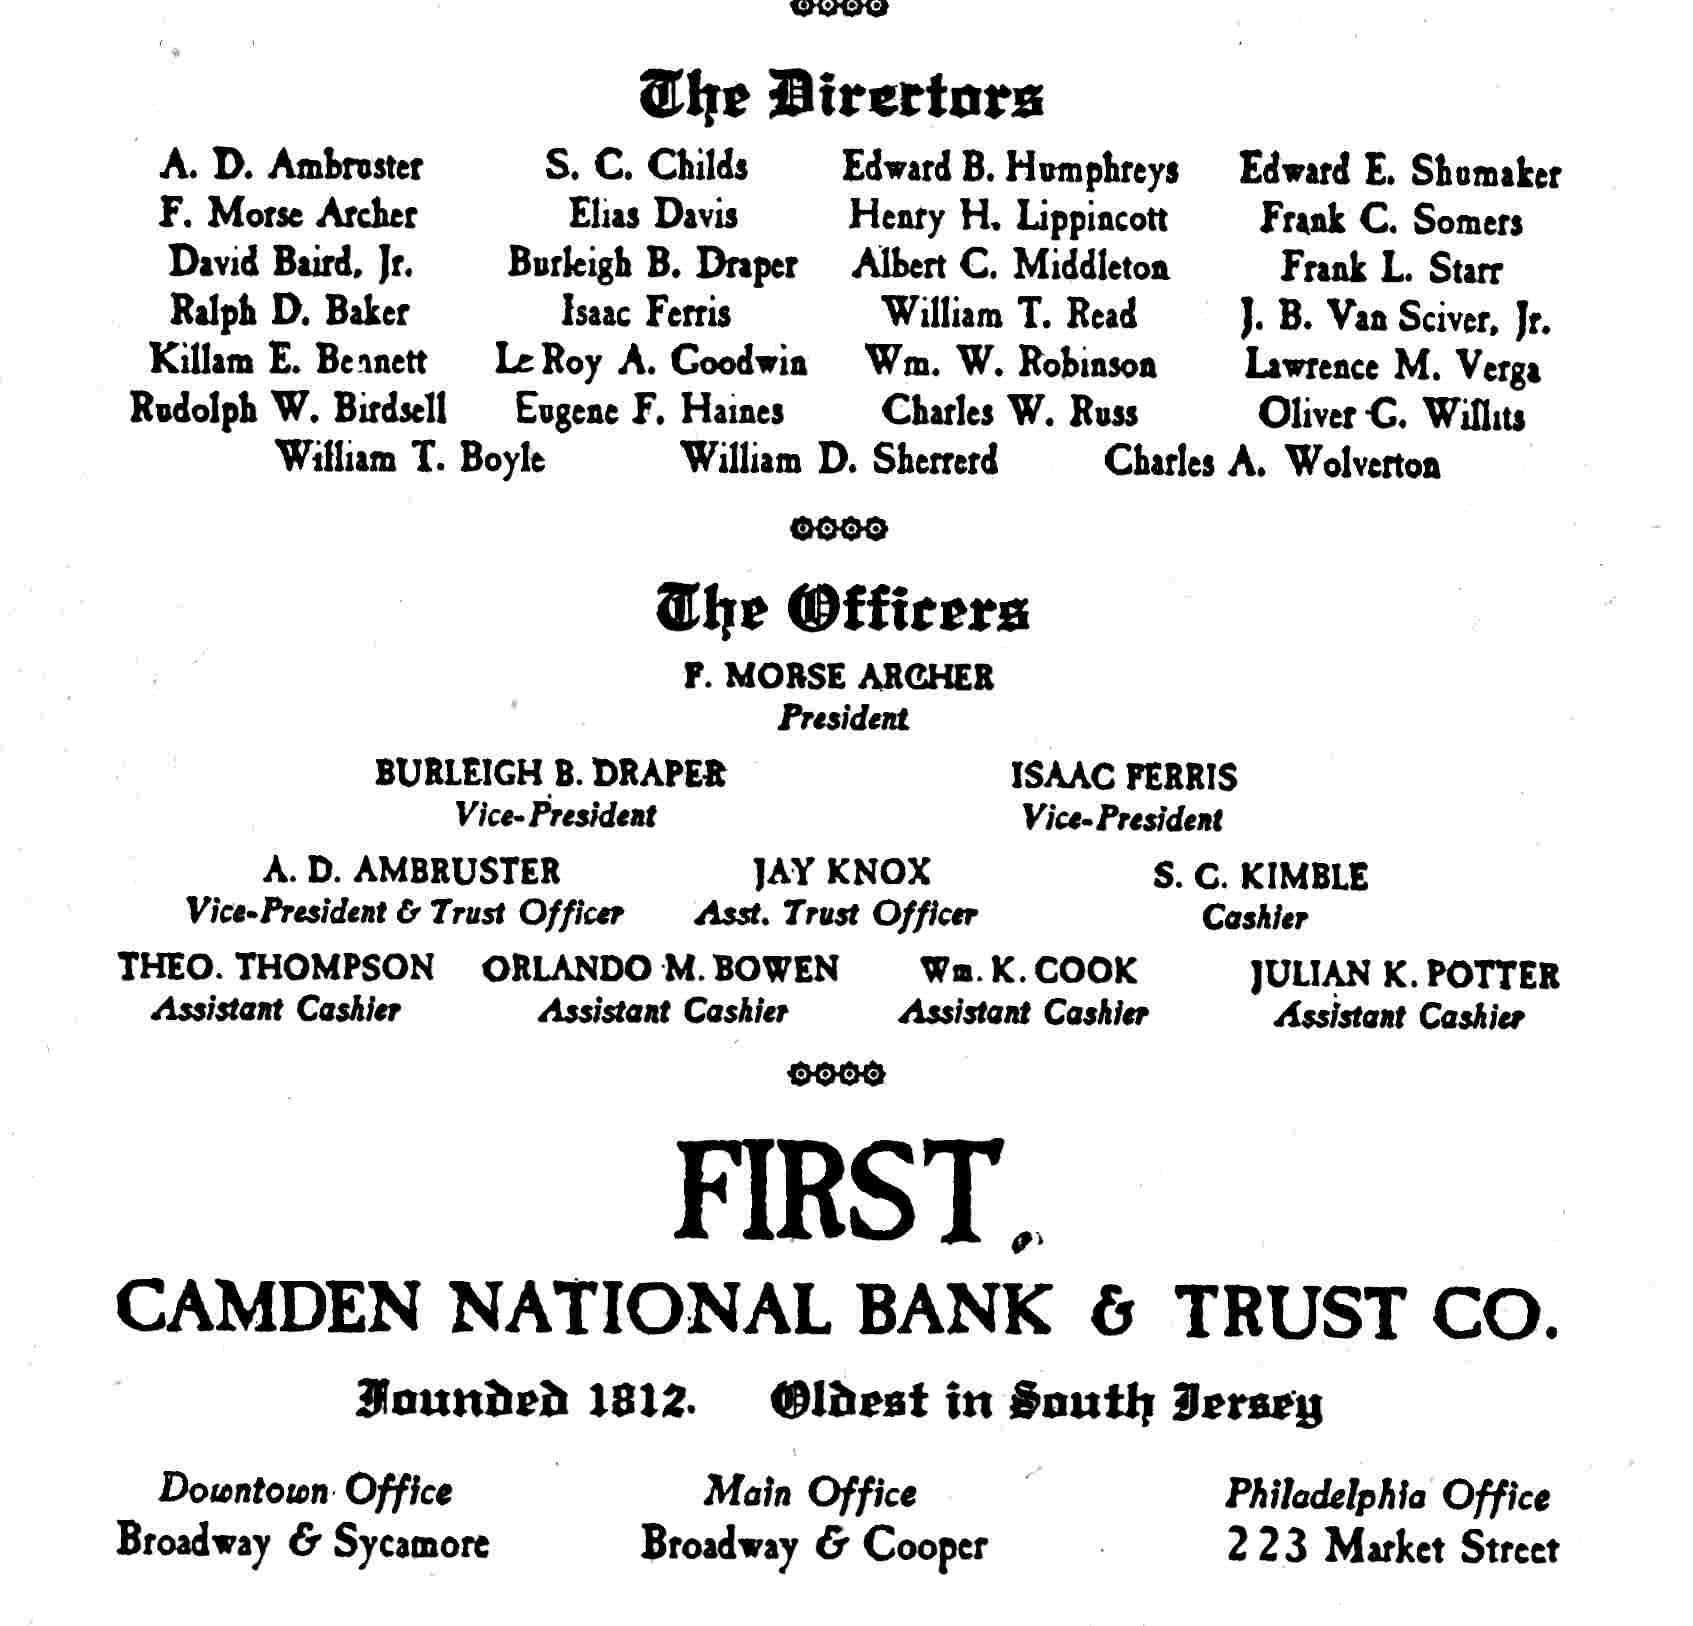 The Directors
A. D. Ambruster S. C. Childs Edward B. Humphreys Edward E. Shumaker
F. Morse Archer Elias Davis Henry H. Lippincott Frank C. Somers
David Baird, Jr. Burleigh B. Draper Albert C. Middleton Frank L. Starr
Ralph D. Baker Isaac Ferris William T. Read J. B. Van Sciver, Jr.
Killam E. Bennett LeRoy A. Goodwin Wm. W. Robinson Lawrence M. Verga
Rudolph W. Birdsell Eugene F. Haines Charles W. Russ Oliver G. Willits
William T. Boyle William D. Sherrerd Charles A. Wolverton
The Officers
F. MORSE ARCHER
President
BURLEIGH B. DRAPER ISAAC FERRIS
Vice-President Vice-President
A. D. AMBRUSTER JAY KNOX S. C. KIMBLE
Vice-President & Trust Officer Asst. Trust Officer Cashier
THEO. THOMPSON ORLANDO M. BOWEN Wm. K. COOK JULIAN K. POTTER
Assistant Cashier Assistant Cashier Assistant Cashier Assistant Cashier
FIRST
CAMDEN NATIONAL BANK & TRUST CO.
Founded 1812. Oldest in South Jersey
Downtown Office Main Office Philadelphia Office
Broadway & Sycamore Broadway & Cooper 223 Market Street